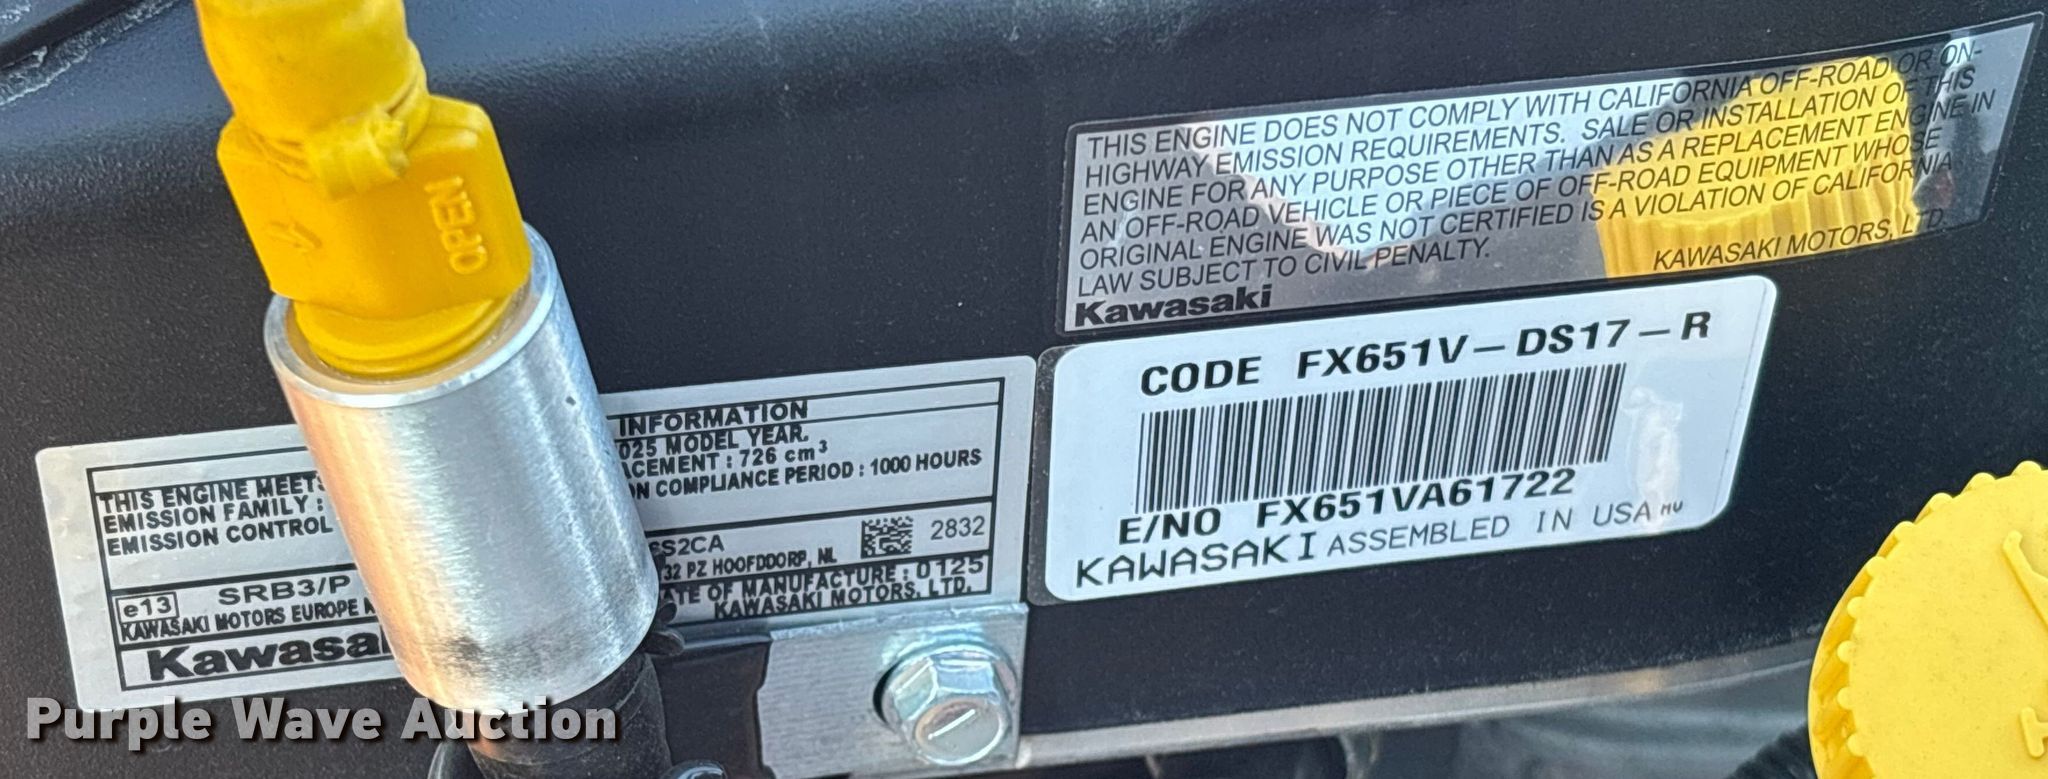 OPEN
THIS ENGINE DOES NOT COMPLY WITH CALIFORNIA OFF-ROAD OR ON-
HIGHWAY EMISSION REQUIREMENTS. SALE OR INSTALLATION OF THIS
ENGINE FOR ANY PURPOSE OTHER THAN AS A REPLACEMENT ENGINE IN
AN OFF-ROAD VEHICLE OR PIECE OF OFF-ROAD EQUIPMENT WHOSE
ORIGINAL ENGINE WAS NOT CERTIFIED IS A VIOLATION OF CALIFORNIA
LAW SUBJECT TO CIVIL PENALTY.
KAWASAKI MOTORS, LTD.
Kawasaki
CODE FX651V-DS17-R
E/NO FX651VA61722
KAWASAKI ASSEMBLED IN USA MU
INFORMATION
THIS ENGINE MEETS 025 MODEL YEAR.
EMISSION FAMILY : ACEMENT : 726 cm³
EMISSION CONTROL ON COMPLIANCE PERIOD : 1000 HOURS
e13 SRB3/P S2CA 2832
KAWASAKI MOTORS EUROPE 32 PZ HOOFDDORP, NL
ATE OF MANUFACTURE : 0125
Kawasa KAWASAKI MOTORS, LTD.
Purple Wave Auction